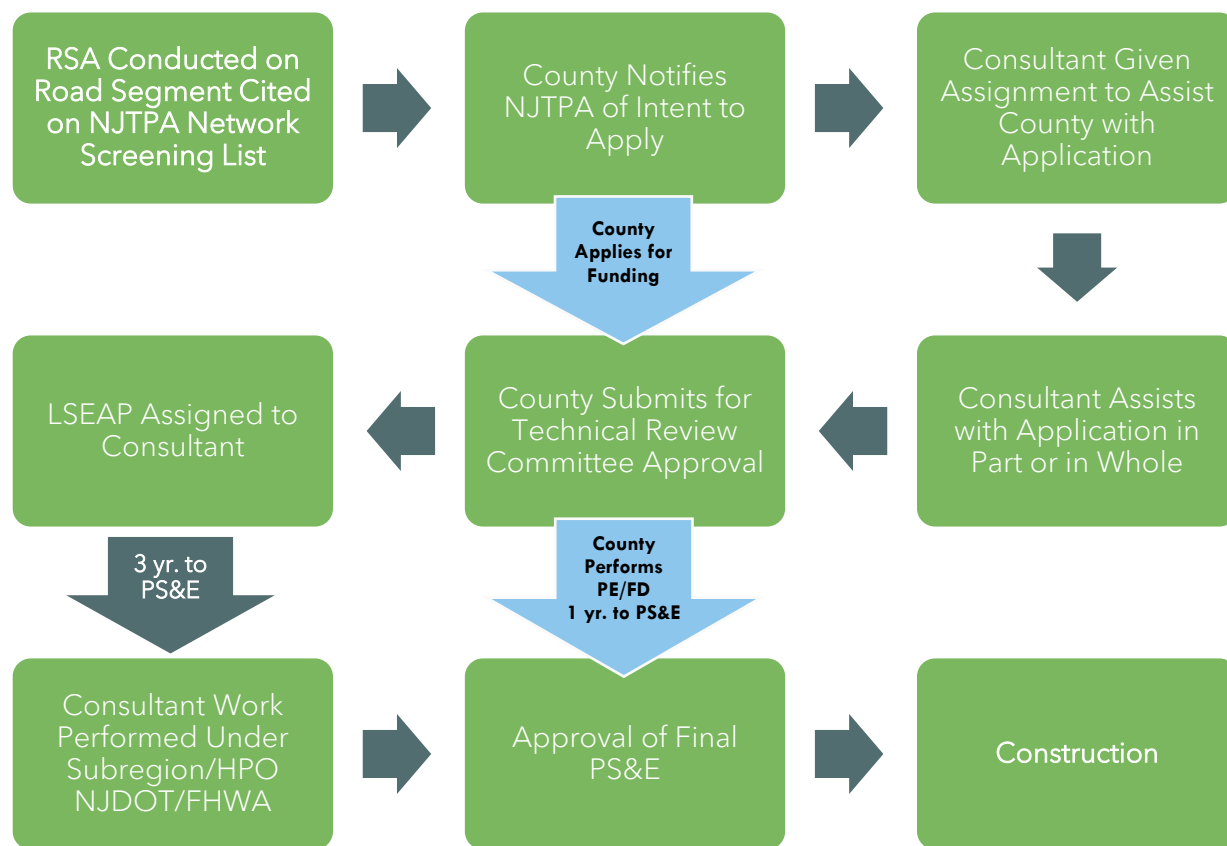 RSA Conducted on
Road Segment Cited
on NJTPA Network
Screening List
County Notifies
NJTPA of Intent to
Apply
Consultant Given
Assignment to Assist
County with
Application
County
Applies for
Funding
LSEAP Assigned to
Consultant
County Submits for
Technical Review
Committee Approval
Consultant Assists
with Application in
Part or in Whole
3 yr. to
PS&E
County
Performs
PE/FD
1 yr. to PS&E
Consultant Work
Performed Under
Subregion/HPO
NJDOT/FHWA
Approval of Final
PS&E
Construction